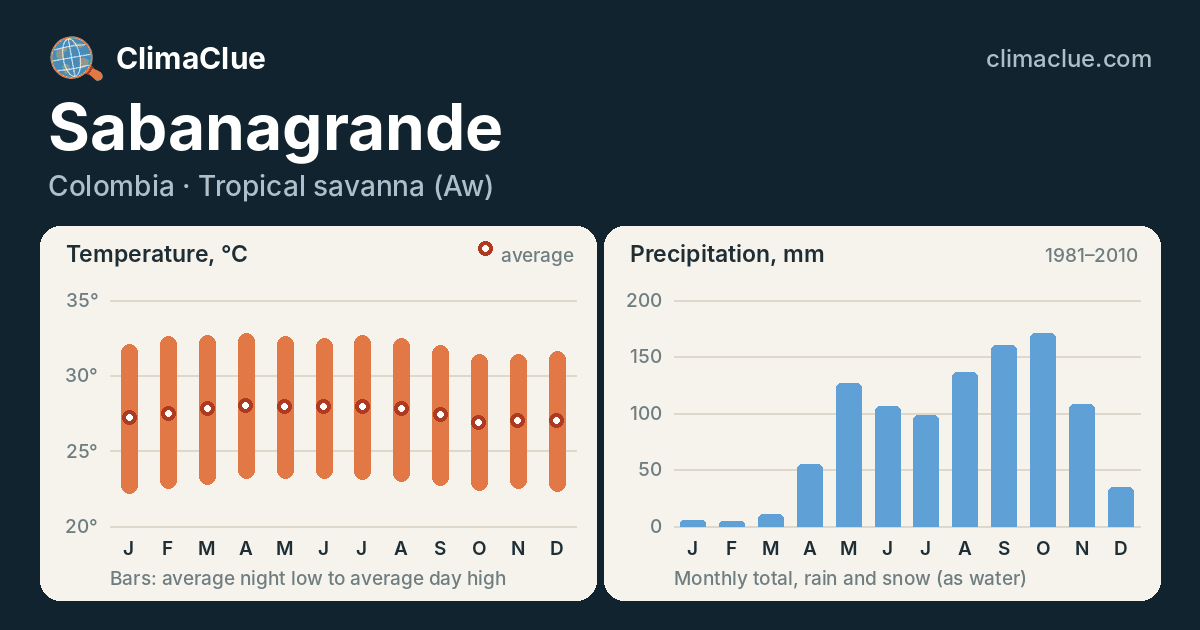 ClimaClue
climaclue.com
Sabanagrande
Colombia · Tropical savanna (Aw)
Temperature, °C
average
35°
30°
25°
20°
J F M A M J J A S O N D
Bars: average night low to average day high
Precipitation, mm
1981–2010
200
150
100
50
0
J F M A M J J A S O N D
Monthly total, rain and snow (as water)